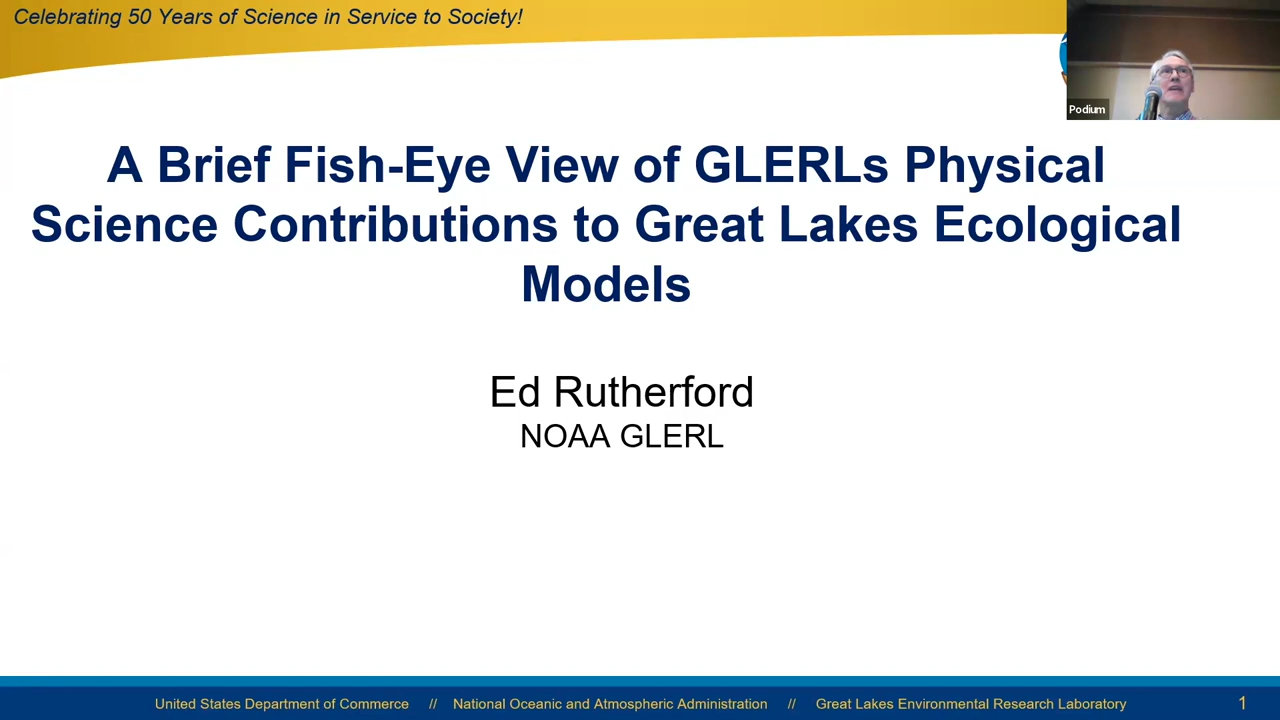 Celebrating 50 Years of Science in Service to Society!
Podium
A Brief Fish-Eye View of GLERLs Physical
Science Contributions to Great Lakes Ecological
Models
Ed Rutherford
NOAA GLERL
United States Department of Commerce // National Oceanic and Atmospheric Administration // Great Lakes Environmental Research Laboratory 1